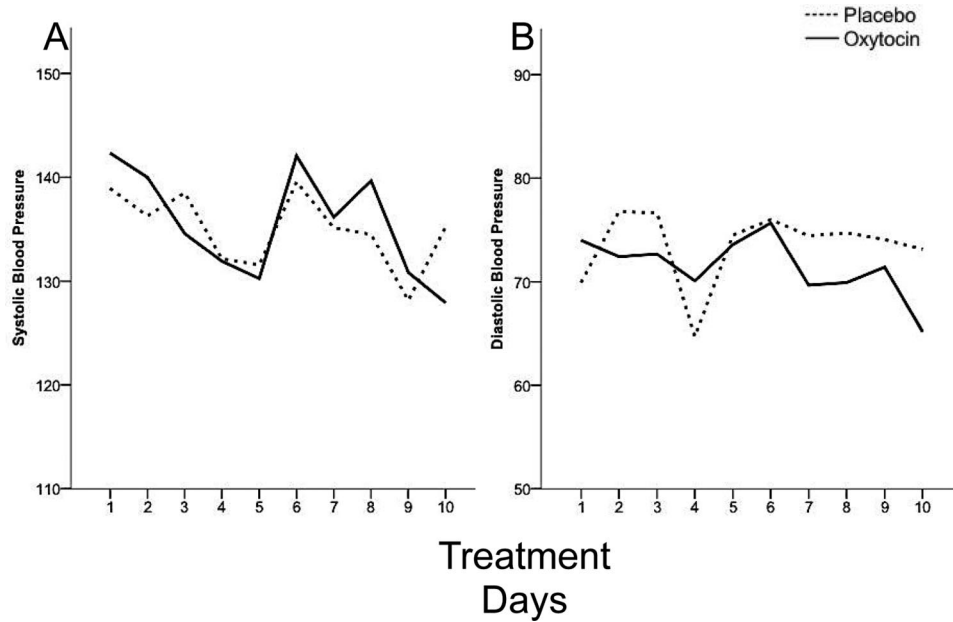 A
B
Placebo
Oxytocin
Systolic Blood Pressure
150
140
130
120
110
1 2 3 4 5 6 7 8 9 10
Diastolic Blood Pressure
90
80
70
60
50
1 2 3 4 5 6 7 8 9 10
Treatment
Days